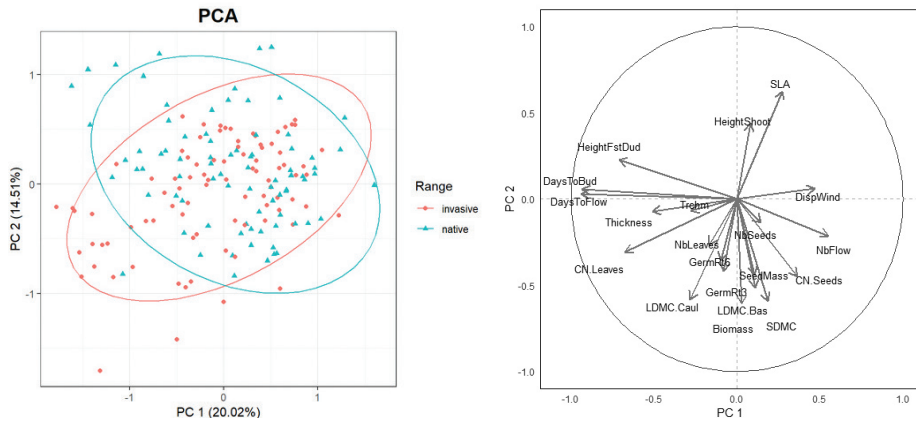 PCA
1
0
-1
PC 2 (14.51%)
-1
0
1
PC 1 (20.02%)
Range
invasive
native
1.0
0.5
0.0
-0.5
-1.0
PC 2
-1.0
-0.5
0.0
0.5
1.0
PC 1
SLA
HeightShoot
HeightFstDud
DaysToBud
DaysToFlow
DispWind
Thickness
NbSeeds
NbLeaves
NbFlow
CN.Leaves
GermRt6
SeedMass
CN.Seeds
GermRt3
LDMC.Caul
LDMC.Bas
Biomass
SDMC